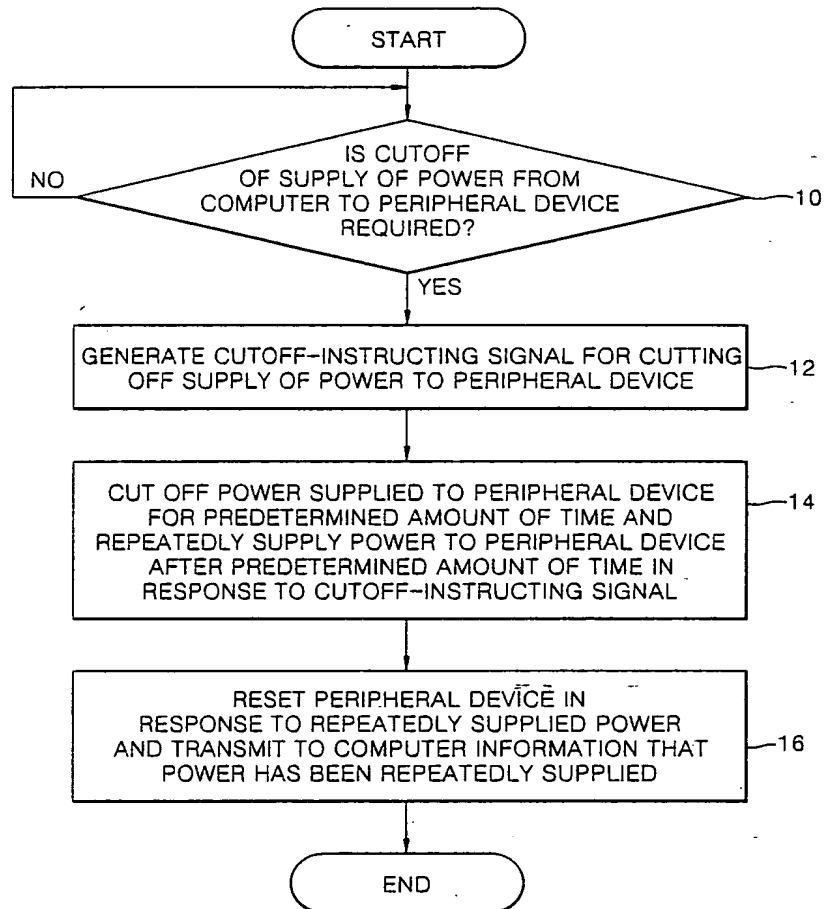 START
IS CUTOFF
OF SUPPLY OF POWER FROM
COMPUTER TO PERIPHERAL DEVICE
REQUIRED?
NO
10
YES
GENERATE CUTOFF-INSTRUCTING SIGNAL FOR CUTTING
OFF SUPPLY OF POWER TO PERIPHERAL DEVICE
12
CUT OFF POWER SUPPLIED TO PERIPHERAL DEVICE
FOR PREDETERMINED AMOUNT OF TIME AND
REPEATEDLY SUPPLY POWER TO PERIPHERAL DEVICE
AFTER PREDETERMINED AMOUNT OF TIME IN
RESPONSE TO CUTOFF-INSTRUCTING SIGNAL
14
RESET PERIPHERAL DEVICE IN
RESPONSE TO REPEATEDLY SUPPLIED POWER
AND TRANSMIT TO COMPUTER INFORMATION THAT
POWER HAS BEEN REPEATEDLY SUPPLIED
16
END